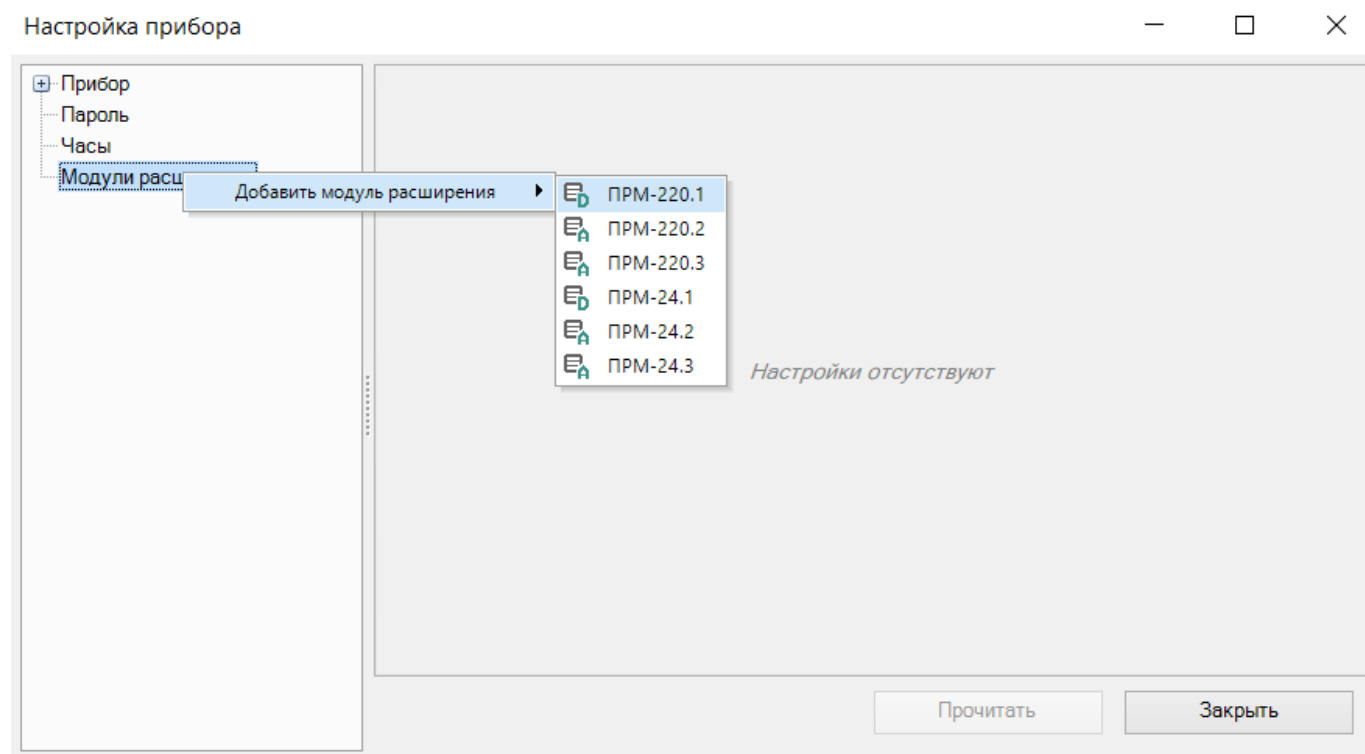 Настройка прибора
Прибор
Пароль
Часы
Модули расш
Добавить модуль расширения
ПРМ-220.1
ПРМ-220.2
ПРМ-220.3
ПРМ-24.1
ПРМ-24.2
ПРМ-24.3
Настройки отсутствуют
Прочитать
Закрыть